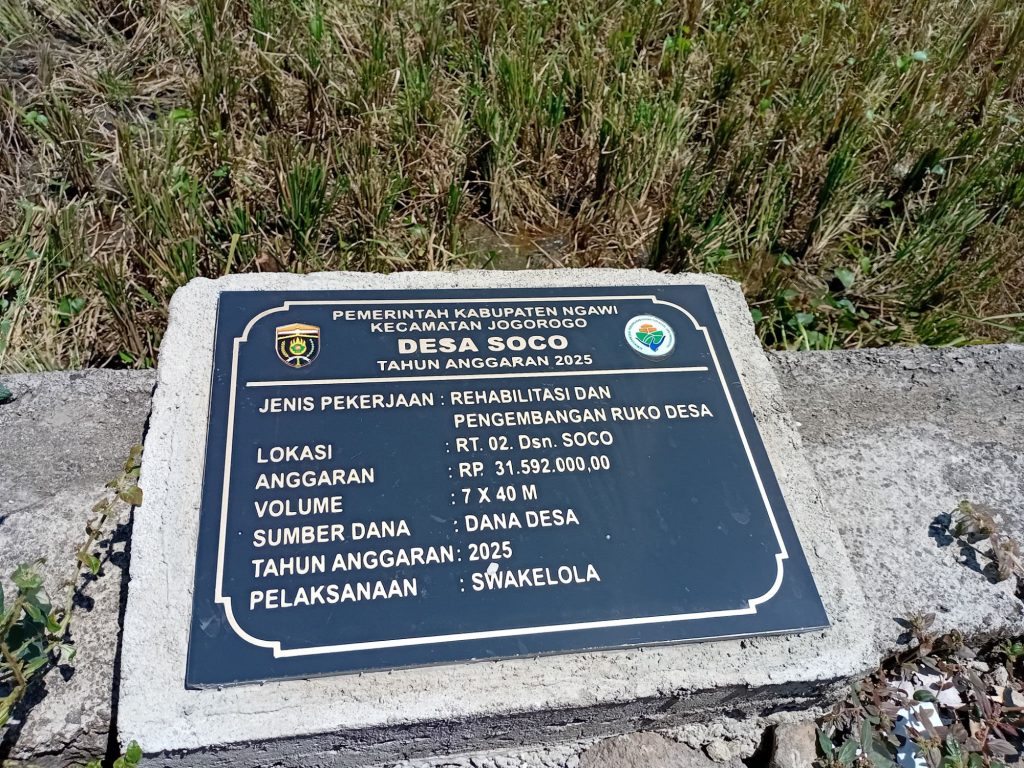 PEMERINTAH KABUPATEN NGAWI
KECAMATAN JOGOROGO
DESA SOCO
TAHUN ANGGARAN 2025
JENIS PEKERJAAN : REHABILITASI DAN
PENGEMBANGAN RUKO DESA
LOKASI : RT. 02. Dsn. SOCO
ANGGARAN : RP. 31.592.000,00
VOLUME : 7 X 40 M
SUMBER DANA : DANA DESA
TAHUN ANGGARAN : 2025
PELAKSANAAN : SWAKELOLA